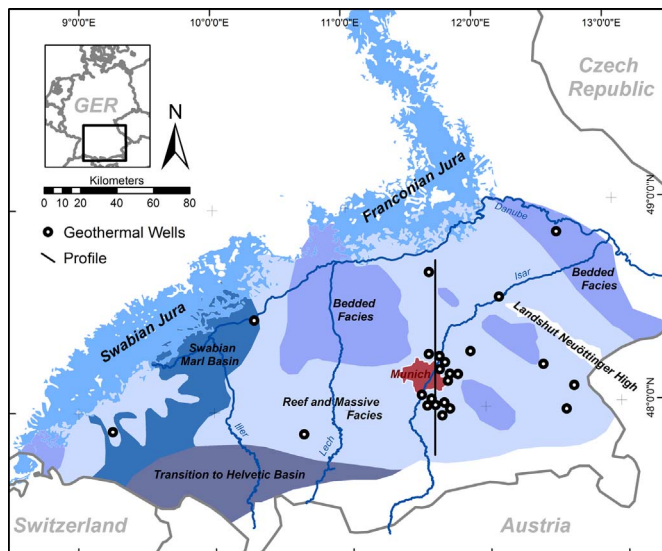 9°0'0"E
10°0'0"E
11°0'0"E
12°0'0"E
13°0'0"E
GER
N
Kilometers
0 10 20 40 60 80
Geothermal Wells
Profile
Czech
Republic
Franconian Jura
Danube
49°0'0"N
Isar
Bedded
Facies
Bedded
Facies
Landshut Neuöttinger High
Swabian Jura
Swabian
Marl Basin
Munich
Reef and Massive
Facies
48°0'0"N
Iller
Lech
Transition to Helvetic Basin
Switzerland
Austria